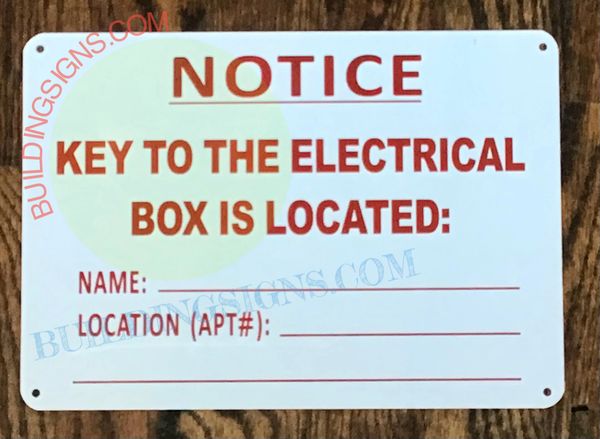 BUILDINGSIGNS.COM
NOTICE
KEY TO THE ELECTRICAL
BOX IS LOCATED:
NAME:
LOCATION (APT#):
BUILDINGSIGNS.COM